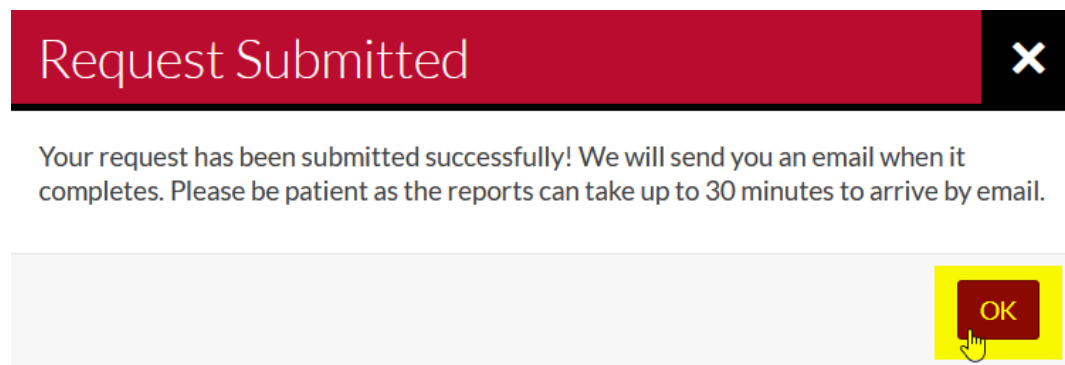 Request Submitted
Your request has been submitted successfully! We will send you an email when it
completes. Please be patient as the reports can take up to 30 minutes to arrive by email.
OK